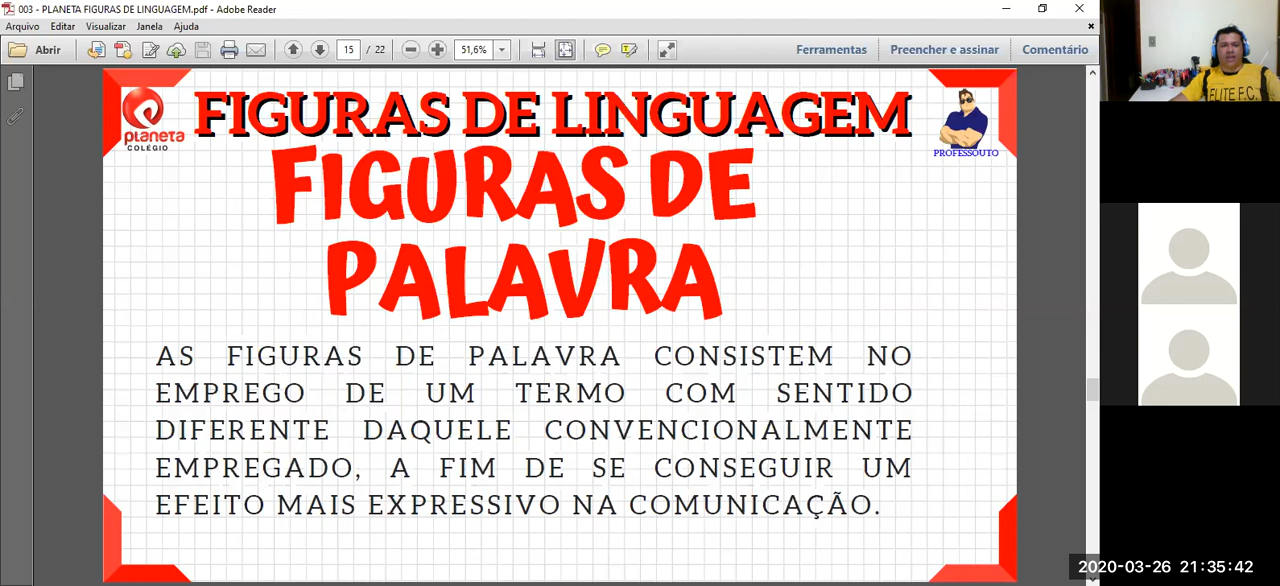 003 - PLANETA FIGURAS DE LINGUAGEM.pdf - Adobe Reader
Arquivo Editar Visualizar Janela Ajuda
Abrir 15 / 22 51,6% Ferramentas Preencher e assinar Comentário
FIGURAS DE LINGUAGEM
planeta
COLÉGIO
PROFESSOUTO
FIGURAS DE
PALAVRA
AS FIGURAS DE PALAVRA CONSISTEM NO
EMPREGO DE UM TERMO COM SENTIDO
DIFERENTE DAQUELE CONVENCIONALMENTE
EMPREGADO, A FIM DE SE CONSEGUIR UM
EFEITO MAIS EXPRESSIVO NA COMUNICAÇÃO.
ELITE F.C.
2020-03-26 21:35:42